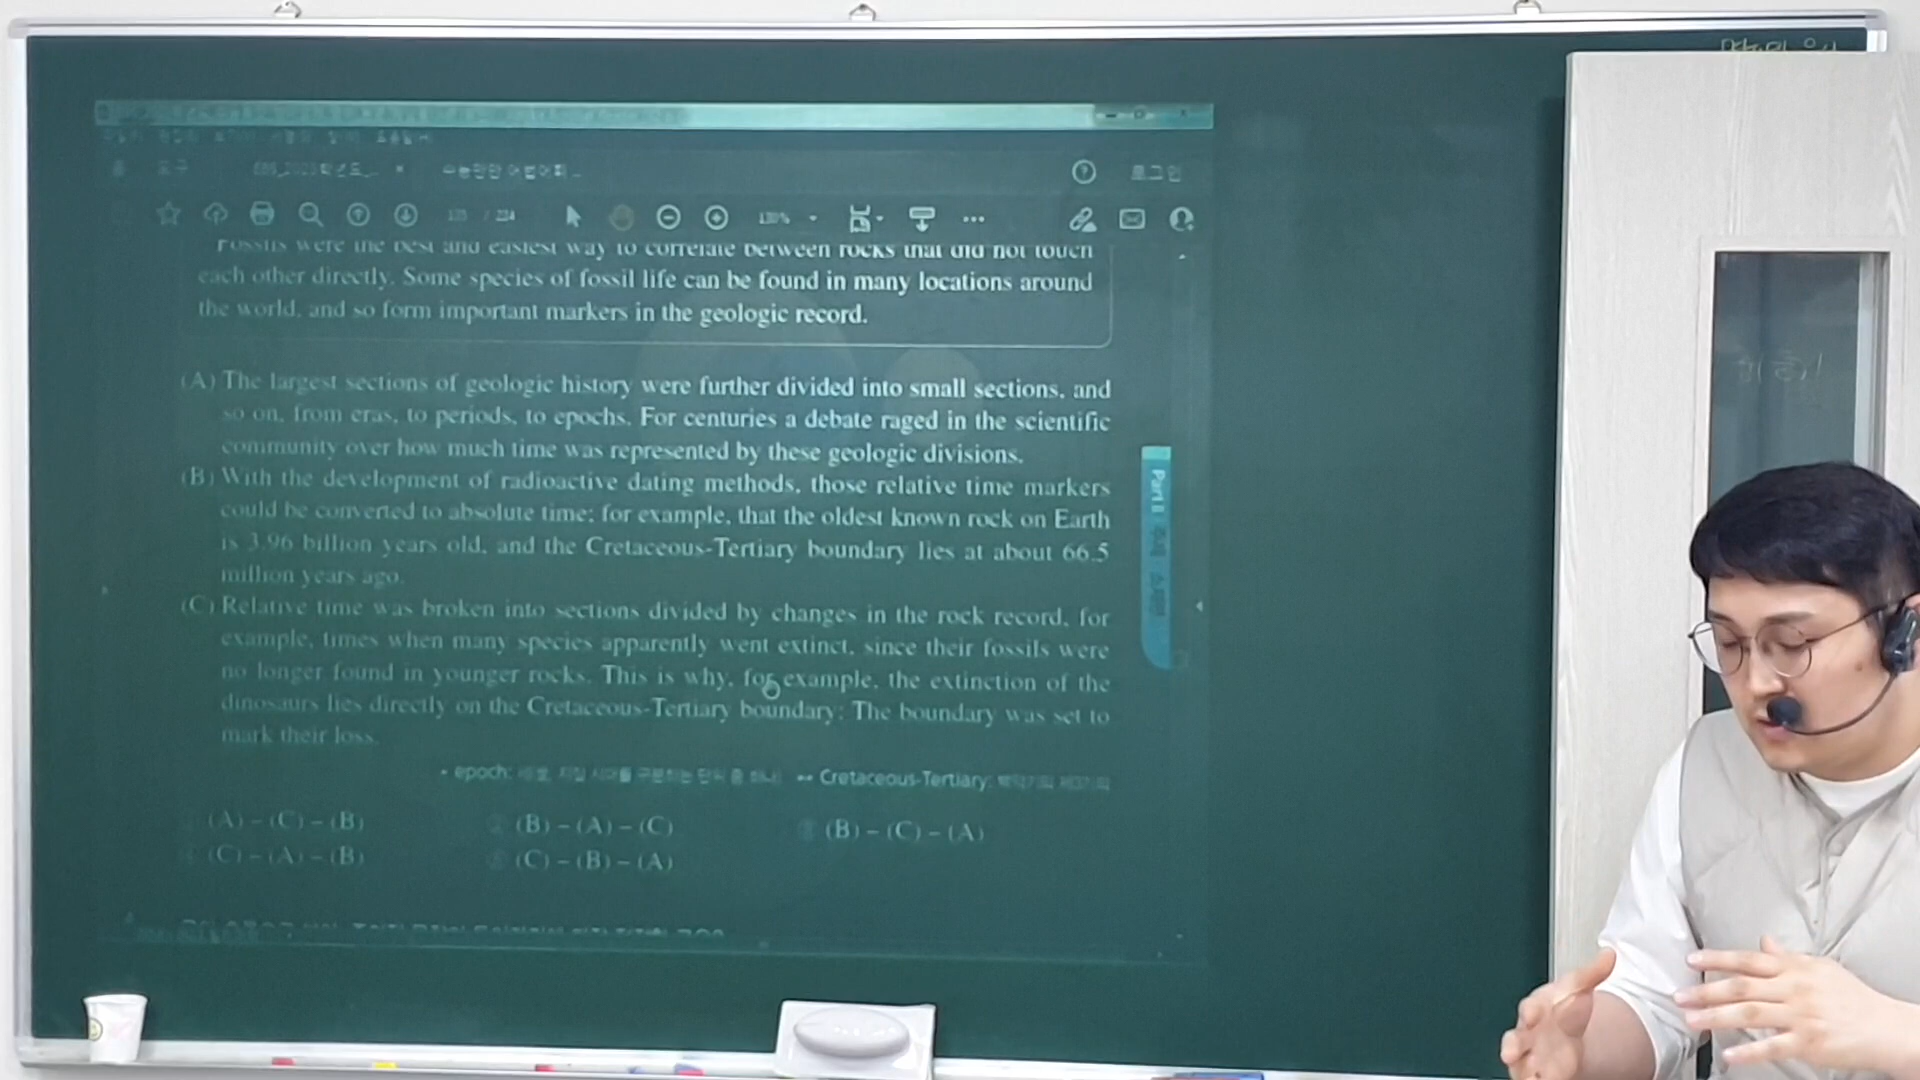 로그인
/ 224
130%
Fossils were the best and easiest way to correlate between rocks that did not touch
each other directly. Some species of fossil life can be found in many locations around
the world, and so form important markers in the geologic record.
(A) The largest sections of geologic history were further divided into small sections, and
so on, from eras, to periods, to epochs. For centuries a debate raged in the scientific
community over how much time was represented by these geologic divisions.
(B) With the development of radioactive dating methods, those relative time markers
could be converted to absolute time; for example, that the oldest known rock on Earth
is 3.96 billion years old, and the Cretaceous-Tertiary boundary lies at about 66.5
million years ago.
(C) Relative time was broken into sections divided by changes in the rock record, for
example, times when many species apparently went extinct, since their fossils were
no longer found in younger rocks. This is why, for example, the extinction of the
dinosaurs lies directly on the Cretaceous-Tertiary boundary: The boundary was set to
mark their loss.
* epoch: ** Cretaceous-Tertiary:
(A) – (C) – (B) (B) – (A) – (C) (B) – (C) – (A)
(C) – (A) – (B) (C) – (B) – (A)
Part II